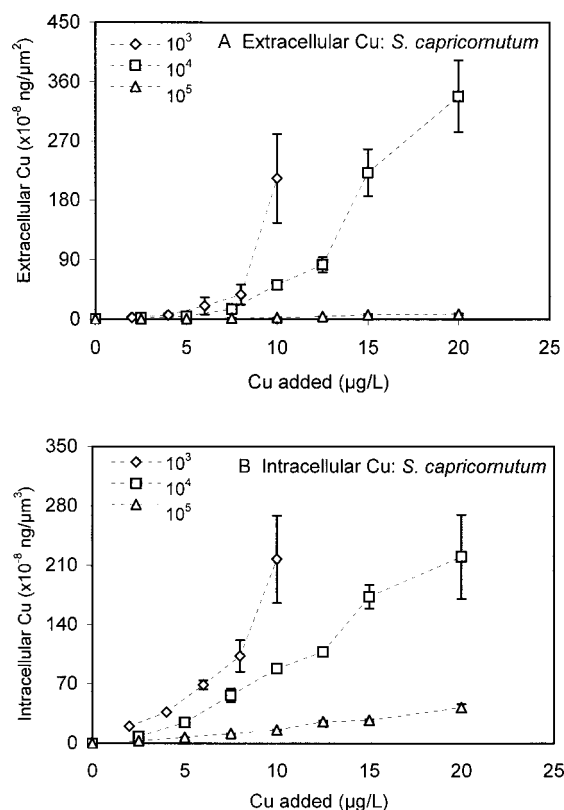 450
360
270
180
90
0
Extracellular Cu (x10⁻⁸ ng/µm²)
10³
10⁴
10⁵
A Extracellular Cu: S. capricornutum
0 5 10 15 20 25
Cu added (µg/L)
350
280
210
140
70
0
Intracellular Cu (x10⁻⁸ ng/µm³)
10³
10⁴
10⁵
B Intracellular Cu: S. capricornutum
0 5 10 15 20 25
Cu added (µg/L)